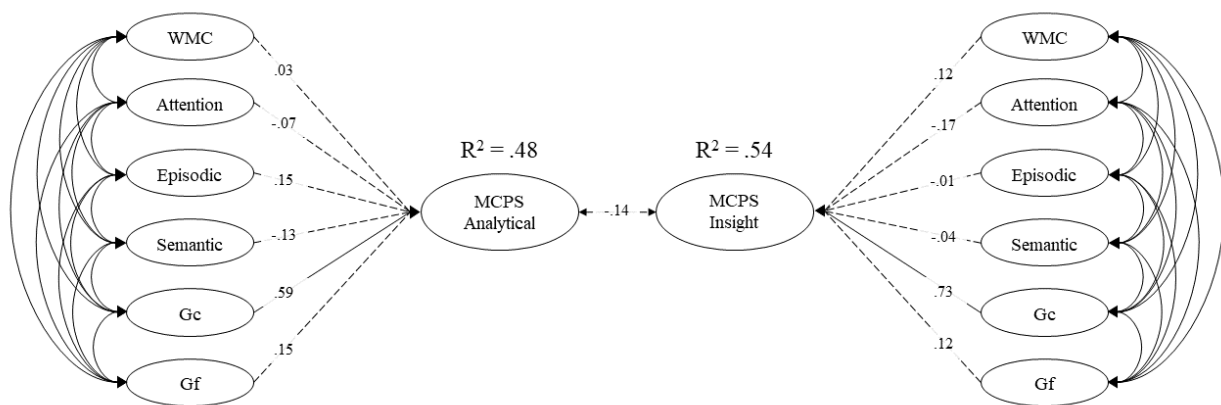 WMC
Attention
Episodic
Semantic
Gc
Gf
.03
-.07
.15
-.13
.59
.15
R² = .48
MCPS
Analytical
-.14
R² = .54
MCPS
Insight
.12
-.17
-.01
-.04
.73
.12
WMC
Attention
Episodic
Semantic
Gc
Gf